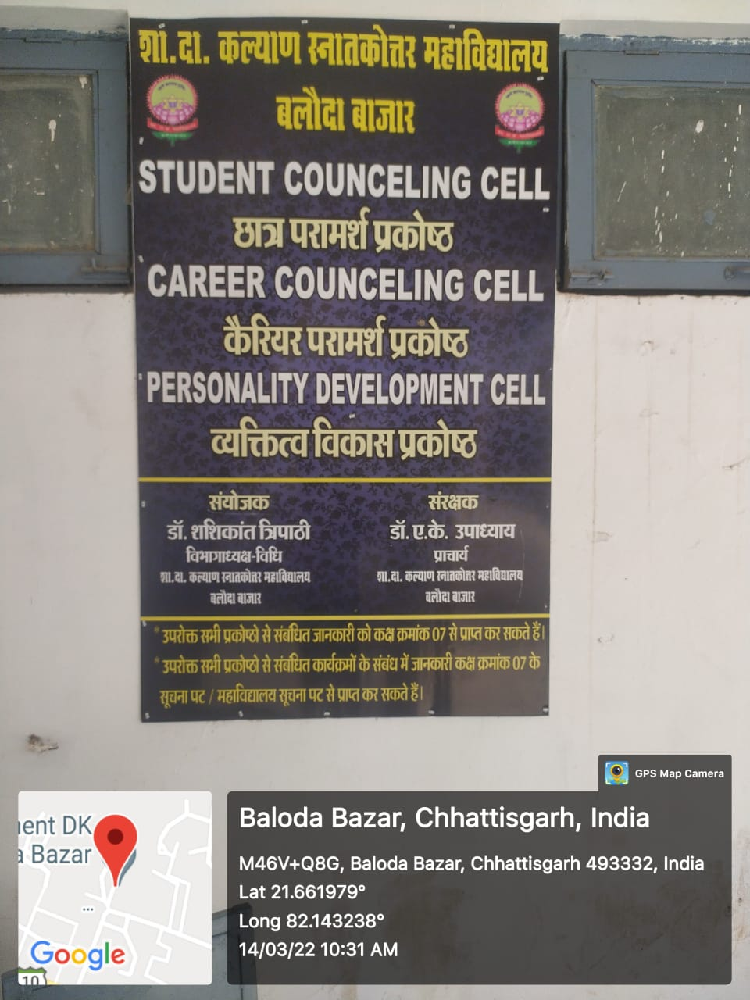 शा.दा. कल्याण स्नातकोत्तर महाविद्यालय
बलौदा बाजार
STUDENT COUNCELING CELL
छात्र परामर्श प्रकोष्ठ
CAREER COUNCELING CELL
कैरियर परामर्श प्रकोष्ठ
PERSONALITY DEVELOPMENT CELL
व्यक्तित्व विकास प्रकोष्ठ
संयोजक
डॉ. शशिकांत त्रिपाठी
विभागाध्यक्ष-विधि
शा.दा. कल्याण स्नातकोत्तर महाविद्यालय
बलौदा बाजार
संरक्षक
डॉ. ए.के. उपाध्याय
प्राचार्य
शा.दा. कल्याण स्नातकोत्तर महाविद्यालय
बलौदा बाजार
* उपरोक्त सभी प्रकोष्ठो से संबंधित जानकारी को कक्ष क्रमांक 07 से प्राप्त कर सकते हैं।
* उपरोक्त सभी प्रकोष्ठो से संबंधित कार्यक्रमों के संबंध में जानकारी कक्ष क्रमांक 07 के
सूचना पट / महाविद्यालय सूचना पट से प्राप्त कर सकते हैं।
GPS Map Camera
Baloda Bazar, Chhattisgarh, India
M46V+Q8G, Baloda Bazar, Chhattisgarh 493332, India
Lat 21.661979°
Long 82.143238°
14/03/22 10:31 AM
DK
Bazar
Google
10